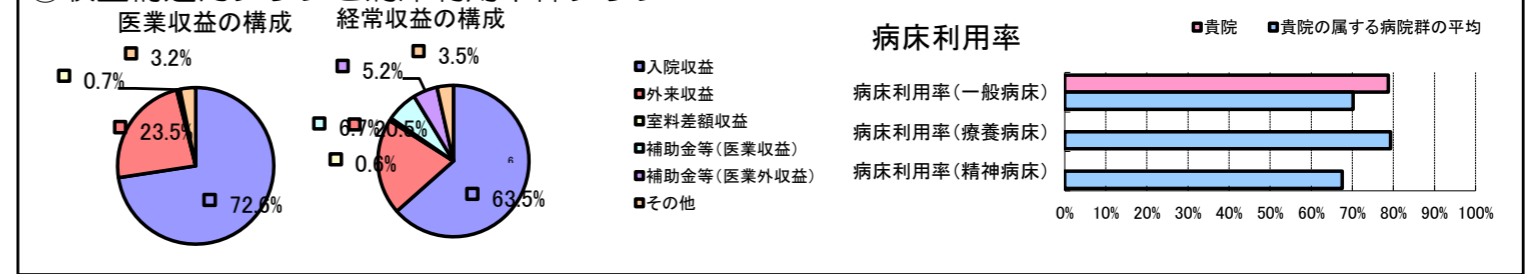 医業収益の構成
3.2%
0.7%
23.5%
72.6%
経常収益の構成
3.5%
5.2%
6.7%
20.5%
0.6%
6
63.5%
入院収益
外来収益
室料差額収益
補助金等(医業収益)
補助金等(医業外収益)
その他
病床利用率
貴院
貴院の属する病院群の平均
病床利用率(一般病床)
病床利用率(療養病床)
病床利用率(精神病床)
0% 10% 20% 30% 40% 50% 60% 70% 80% 90% 100%